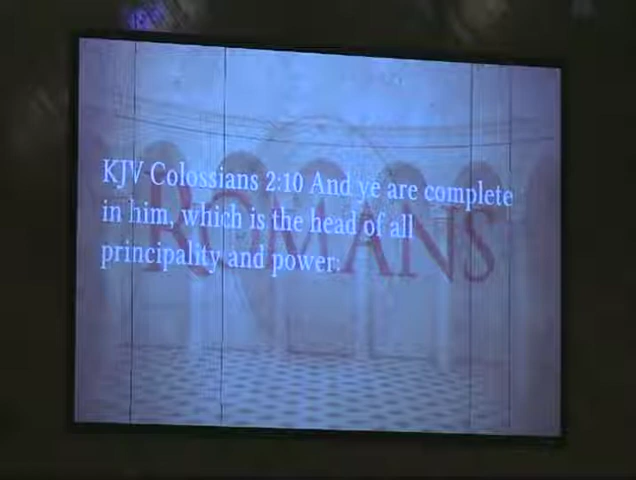 KJV Colossians 2:10 And ye are complete
in him, which is the head of all
principality and power:
ROMANS